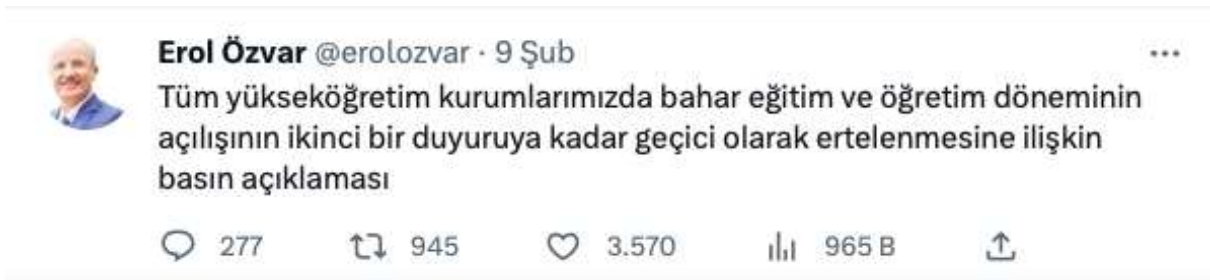 Erol Özvar @erolozvar · 9 Şub
Tüm yükseköğretim kurumlarımızda bahar eğitim ve öğretim döneminin
açılışının ikinci bir duyuruya kadar geçici olarak ertelenmesine ilişkin
basın açıklaması
277 945 3.570 965 B